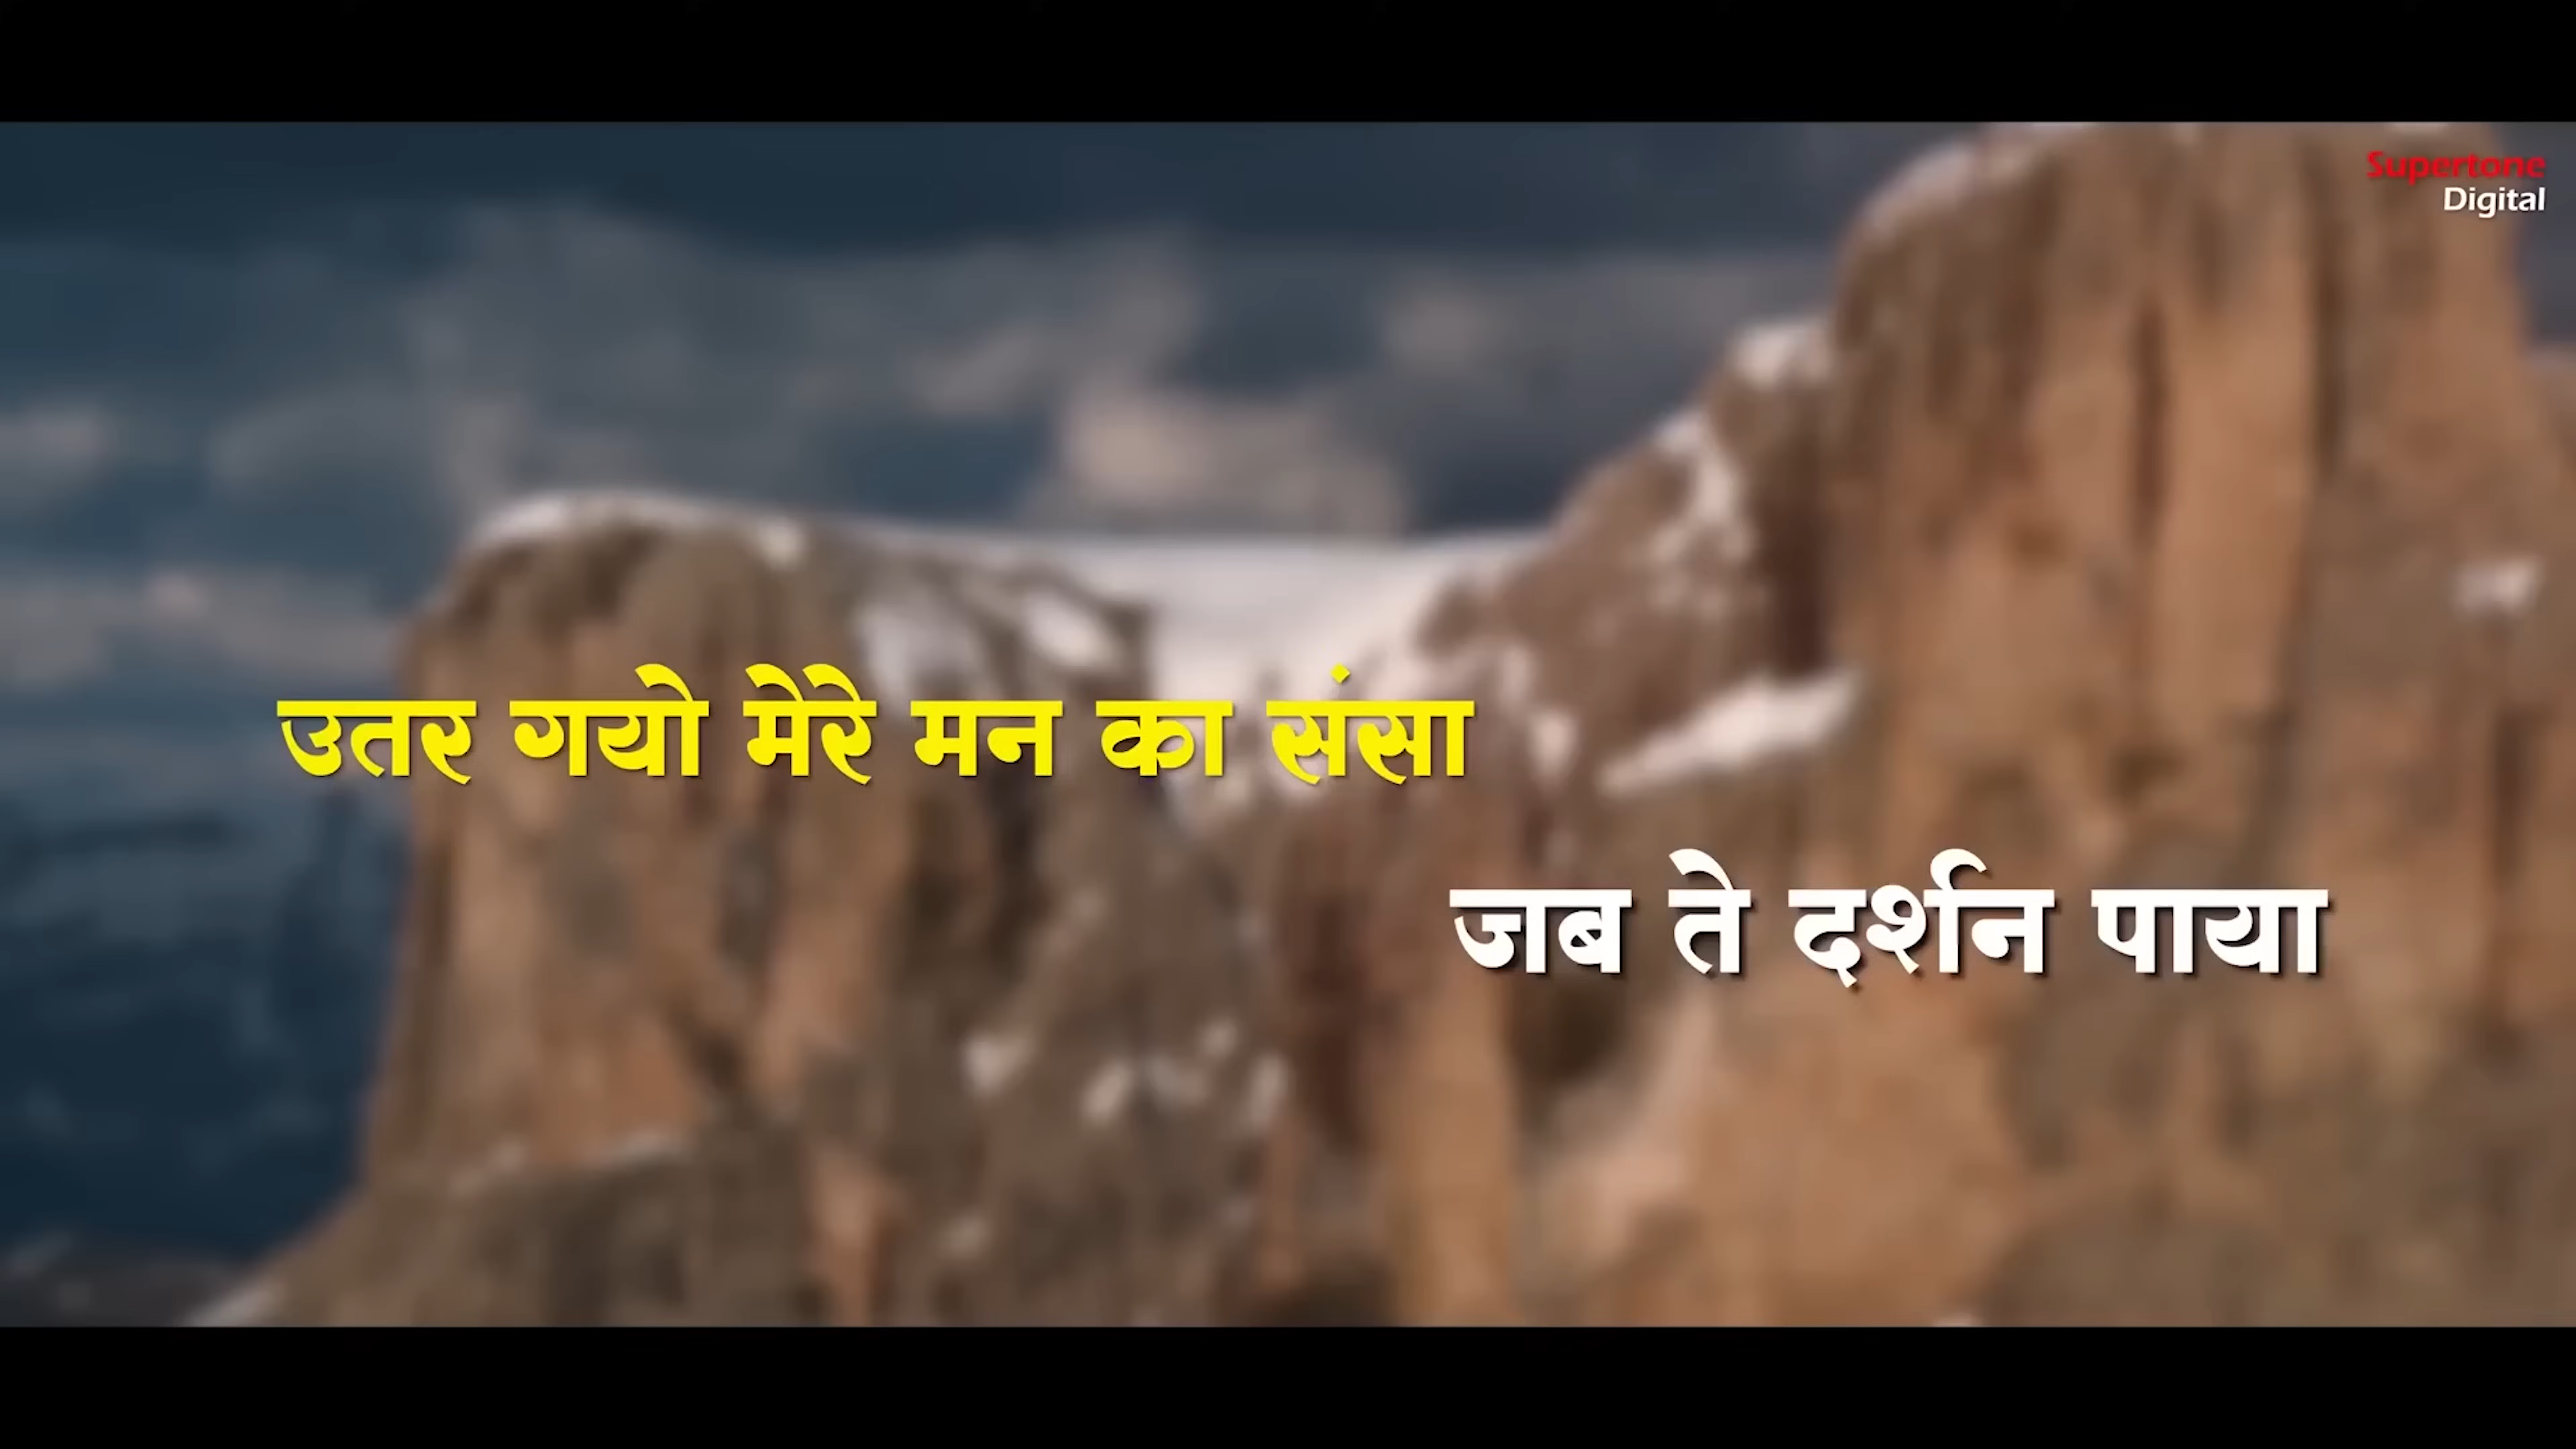 Supertone
Digital
उतर गयो मेरे मन का संसा
जब ते दर्शन पाया